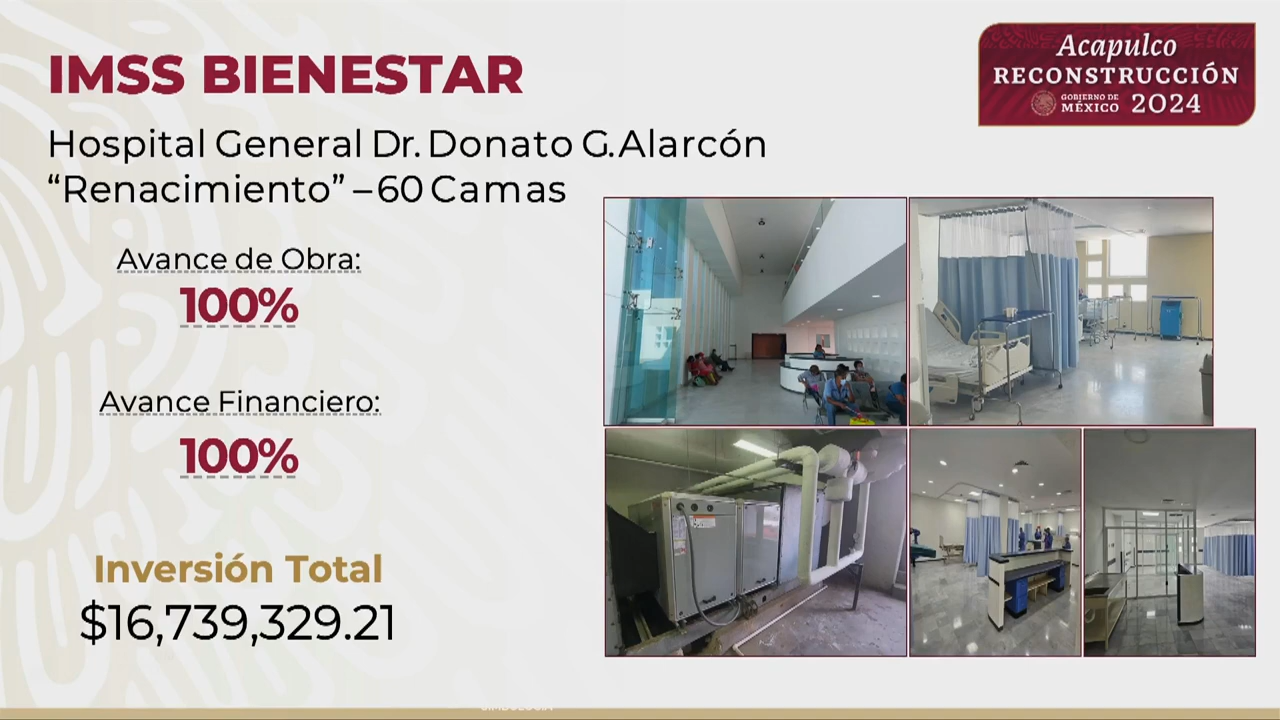 IMSS BIENESTAR
Acapulco
RECONSTRUCCIÓN
GOBIERNO DE
MÉXICO 2024
Hospital General Dr. Donato G. Alarcón
“Renacimiento” – 60 Camas
Avance de Obra:
100%
Avance Financiero:
100%
Inversión Total
$16,739,329.21